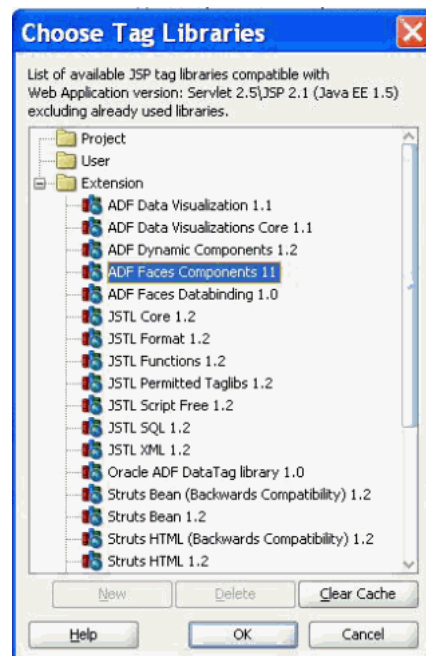 Choose Tag Libraries
List of available JSP tag libraries compatible with
Web Application version: Servlet 2.5\JSP 2.1 (Java EE 1.5)
excluding already used libraries.
Project
User
Extension
ADF Data Visualization 1.1
ADF Data Visualizations Core 1.1
ADF Dynamic Components 1.2
ADF Faces Components 11
ADF Faces Databinding 1.0
JSTL Core 1.2
JSTL Format 1.2
JSTL Functions 1.2
JSTL Permitted Taglibs 1.2
JSTL Script Free 1.2
JSTL SQL 1.2
JSTL XML 1.2
Oracle ADF DataTag library 1.0
Struts Bean (Backwards Compatibility) 1.2
Struts Bean 1.2
Struts HTML (Backwards Compatibility) 1.2
Struts HTML 1.2
New Delete Clear Cache
Help OK Cancel